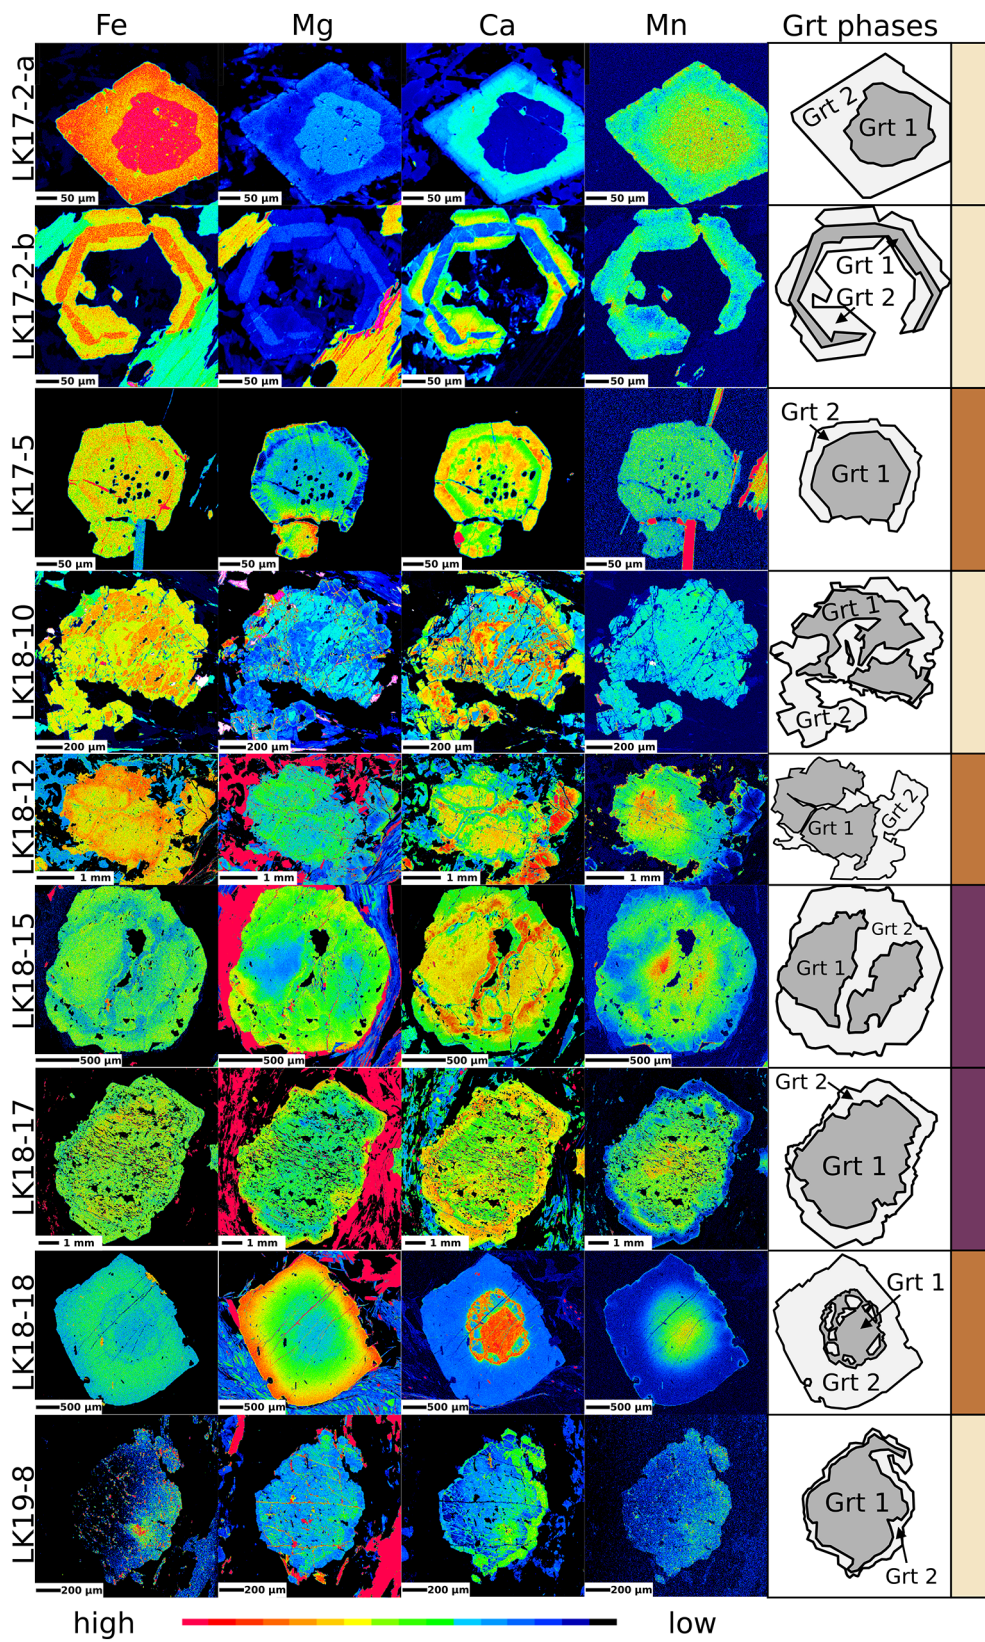 Fe Mg Ca Mn Grt phases
LK17-2-a
50 µm 50 µm 50 µm 50 µm
Grt 2
Grt 1
LK17-2-b
50 µm 50 µm 50 µm 50 µm
Grt 1
Grt 2
LK17-5
50 µm 50 µm 50 µm 50 µm
Grt 2
Grt 1
LK18-10
200 µm 200 µm 200 µm 200 µm
Grt 1
Grt 2
LK18-12
1 mm 1 mm 1 mm 1 mm
Grt 2
Grt 1
LK18-15
500 µm 500 µm 500 µm 500 µm
Grt 2
Grt 1
LK18-17
1 mm 1 mm 1 mm 1 mm
Grt 2
Grt 1
LK18-18
500 µm 500 µm 500 µm 500 µm
Grt 1
Grt 2
LK19-8
200 µm 200 µm 200 µm 200 µm
Grt 1
Grt 2
high low